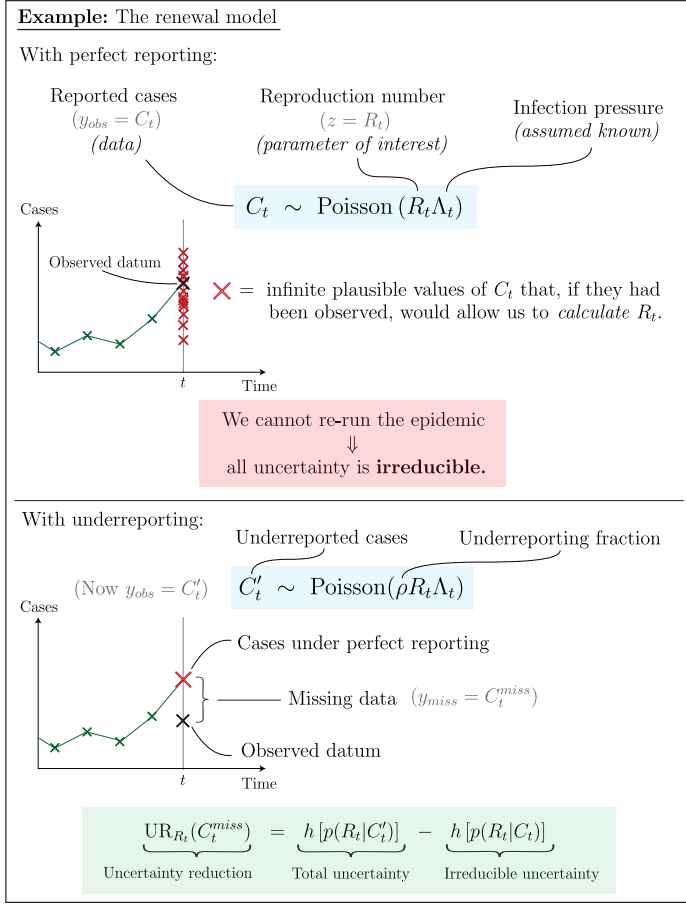 Example: The renewal model
With perfect reporting:
Reported cases
(y_obs = C_t)
(data)
Reproduction number
(z = R_t)
(parameter of interest)
Infection pressure
(assumed known)
C_t ∼ Poisson (R_tΛ_t)
Cases
Observed datum
t
Time
= infinite plausible values of C_t that, if they had
been observed, would allow us to calculate R_t.
We cannot re-run the epidemic
⇓
all uncertainty is irreducible.
With underreporting:
Underreported cases
Underreporting fraction
(Now y_obs = C'_t)
C'_t ∼ Poisson(ρR_tΛ_t)
Cases
Cases under perfect reporting
Missing data (y_miss = C_t^miss)
Observed datum
t
Time
UR_{R_t}(C_t^miss) = h [p(R_t|C'_t)] − h [p(R_t|C_t)]
Uncertainty reduction Total uncertainty Irreducible uncertainty